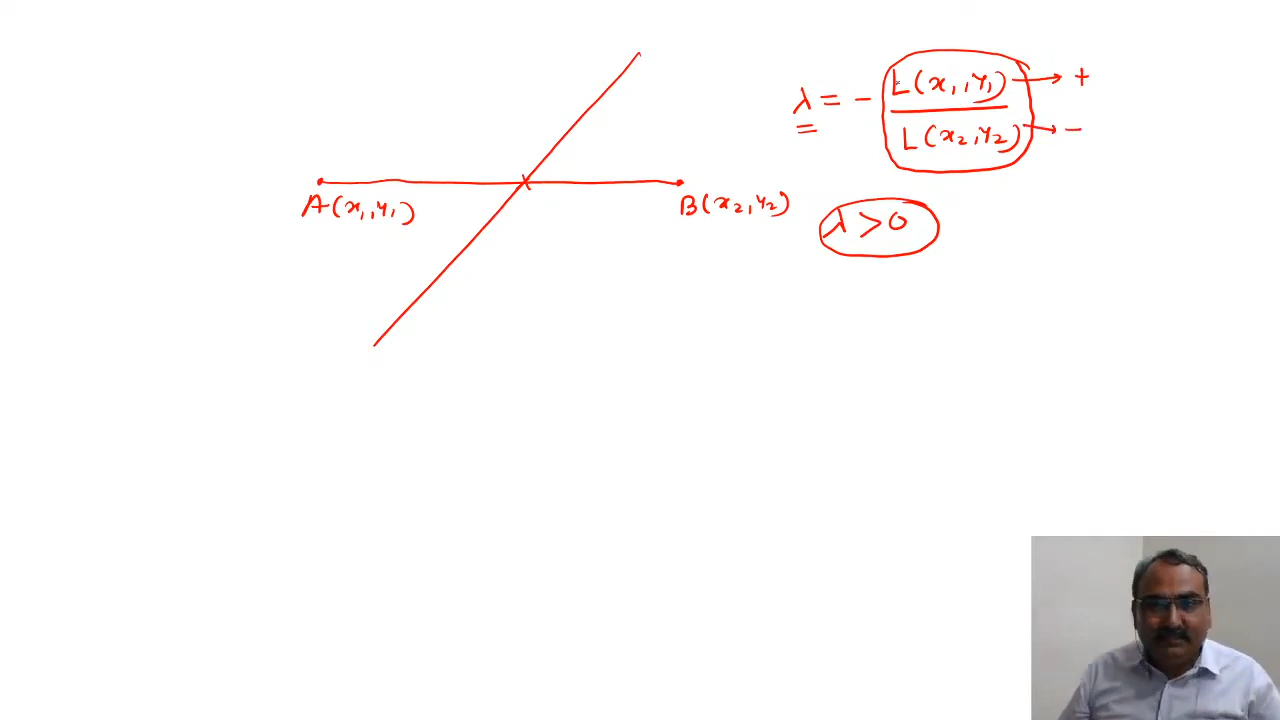 λ = - L(x₁,y₁) / L(x₂,y₂) → + → -
A(x₁,y₁)
B(x₂,y₂)
λ > 0